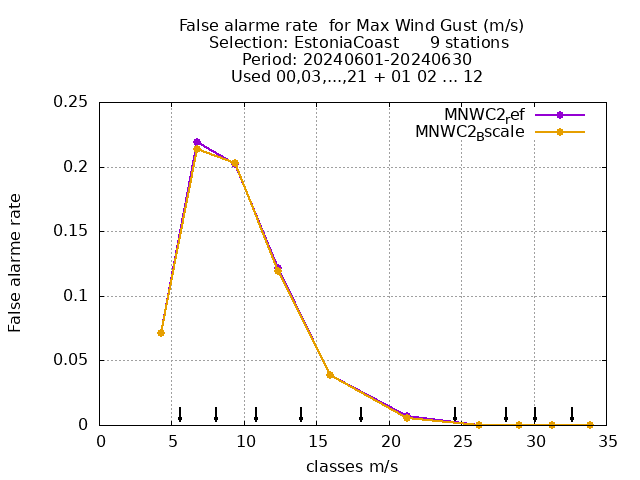 False alarme rate  for Max Wind Gust (m/s)
Selection: EstoniaCoast      9 stations
Period: 20240601-20240630
Used 00,03,...,21 + 01 02 ... 12
MNWC2ref
MNWC2Bscale
0.25
0.2
0.15
0.1
0.05
0
False alarme rate
0 5 10 15 20 25 30 35
classes m/s